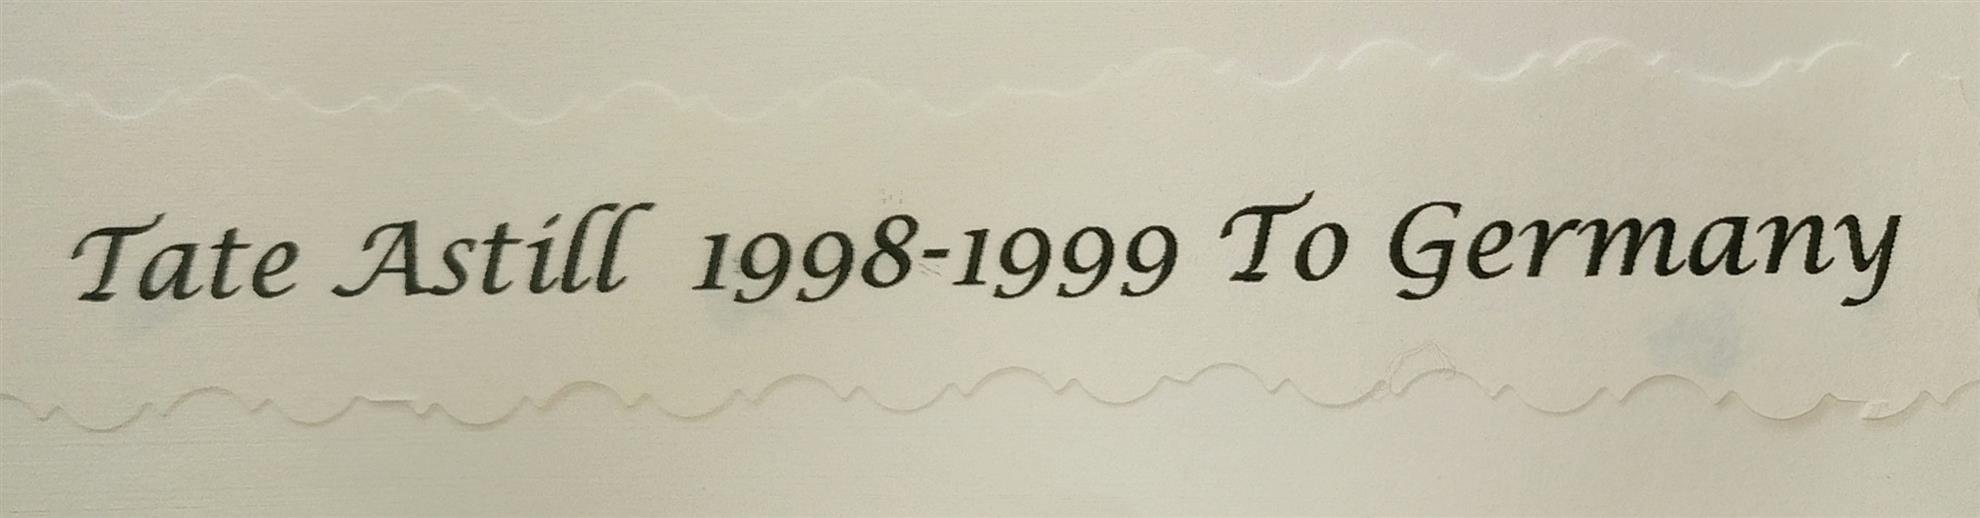 Tate Astill 1998-1999 To Germany